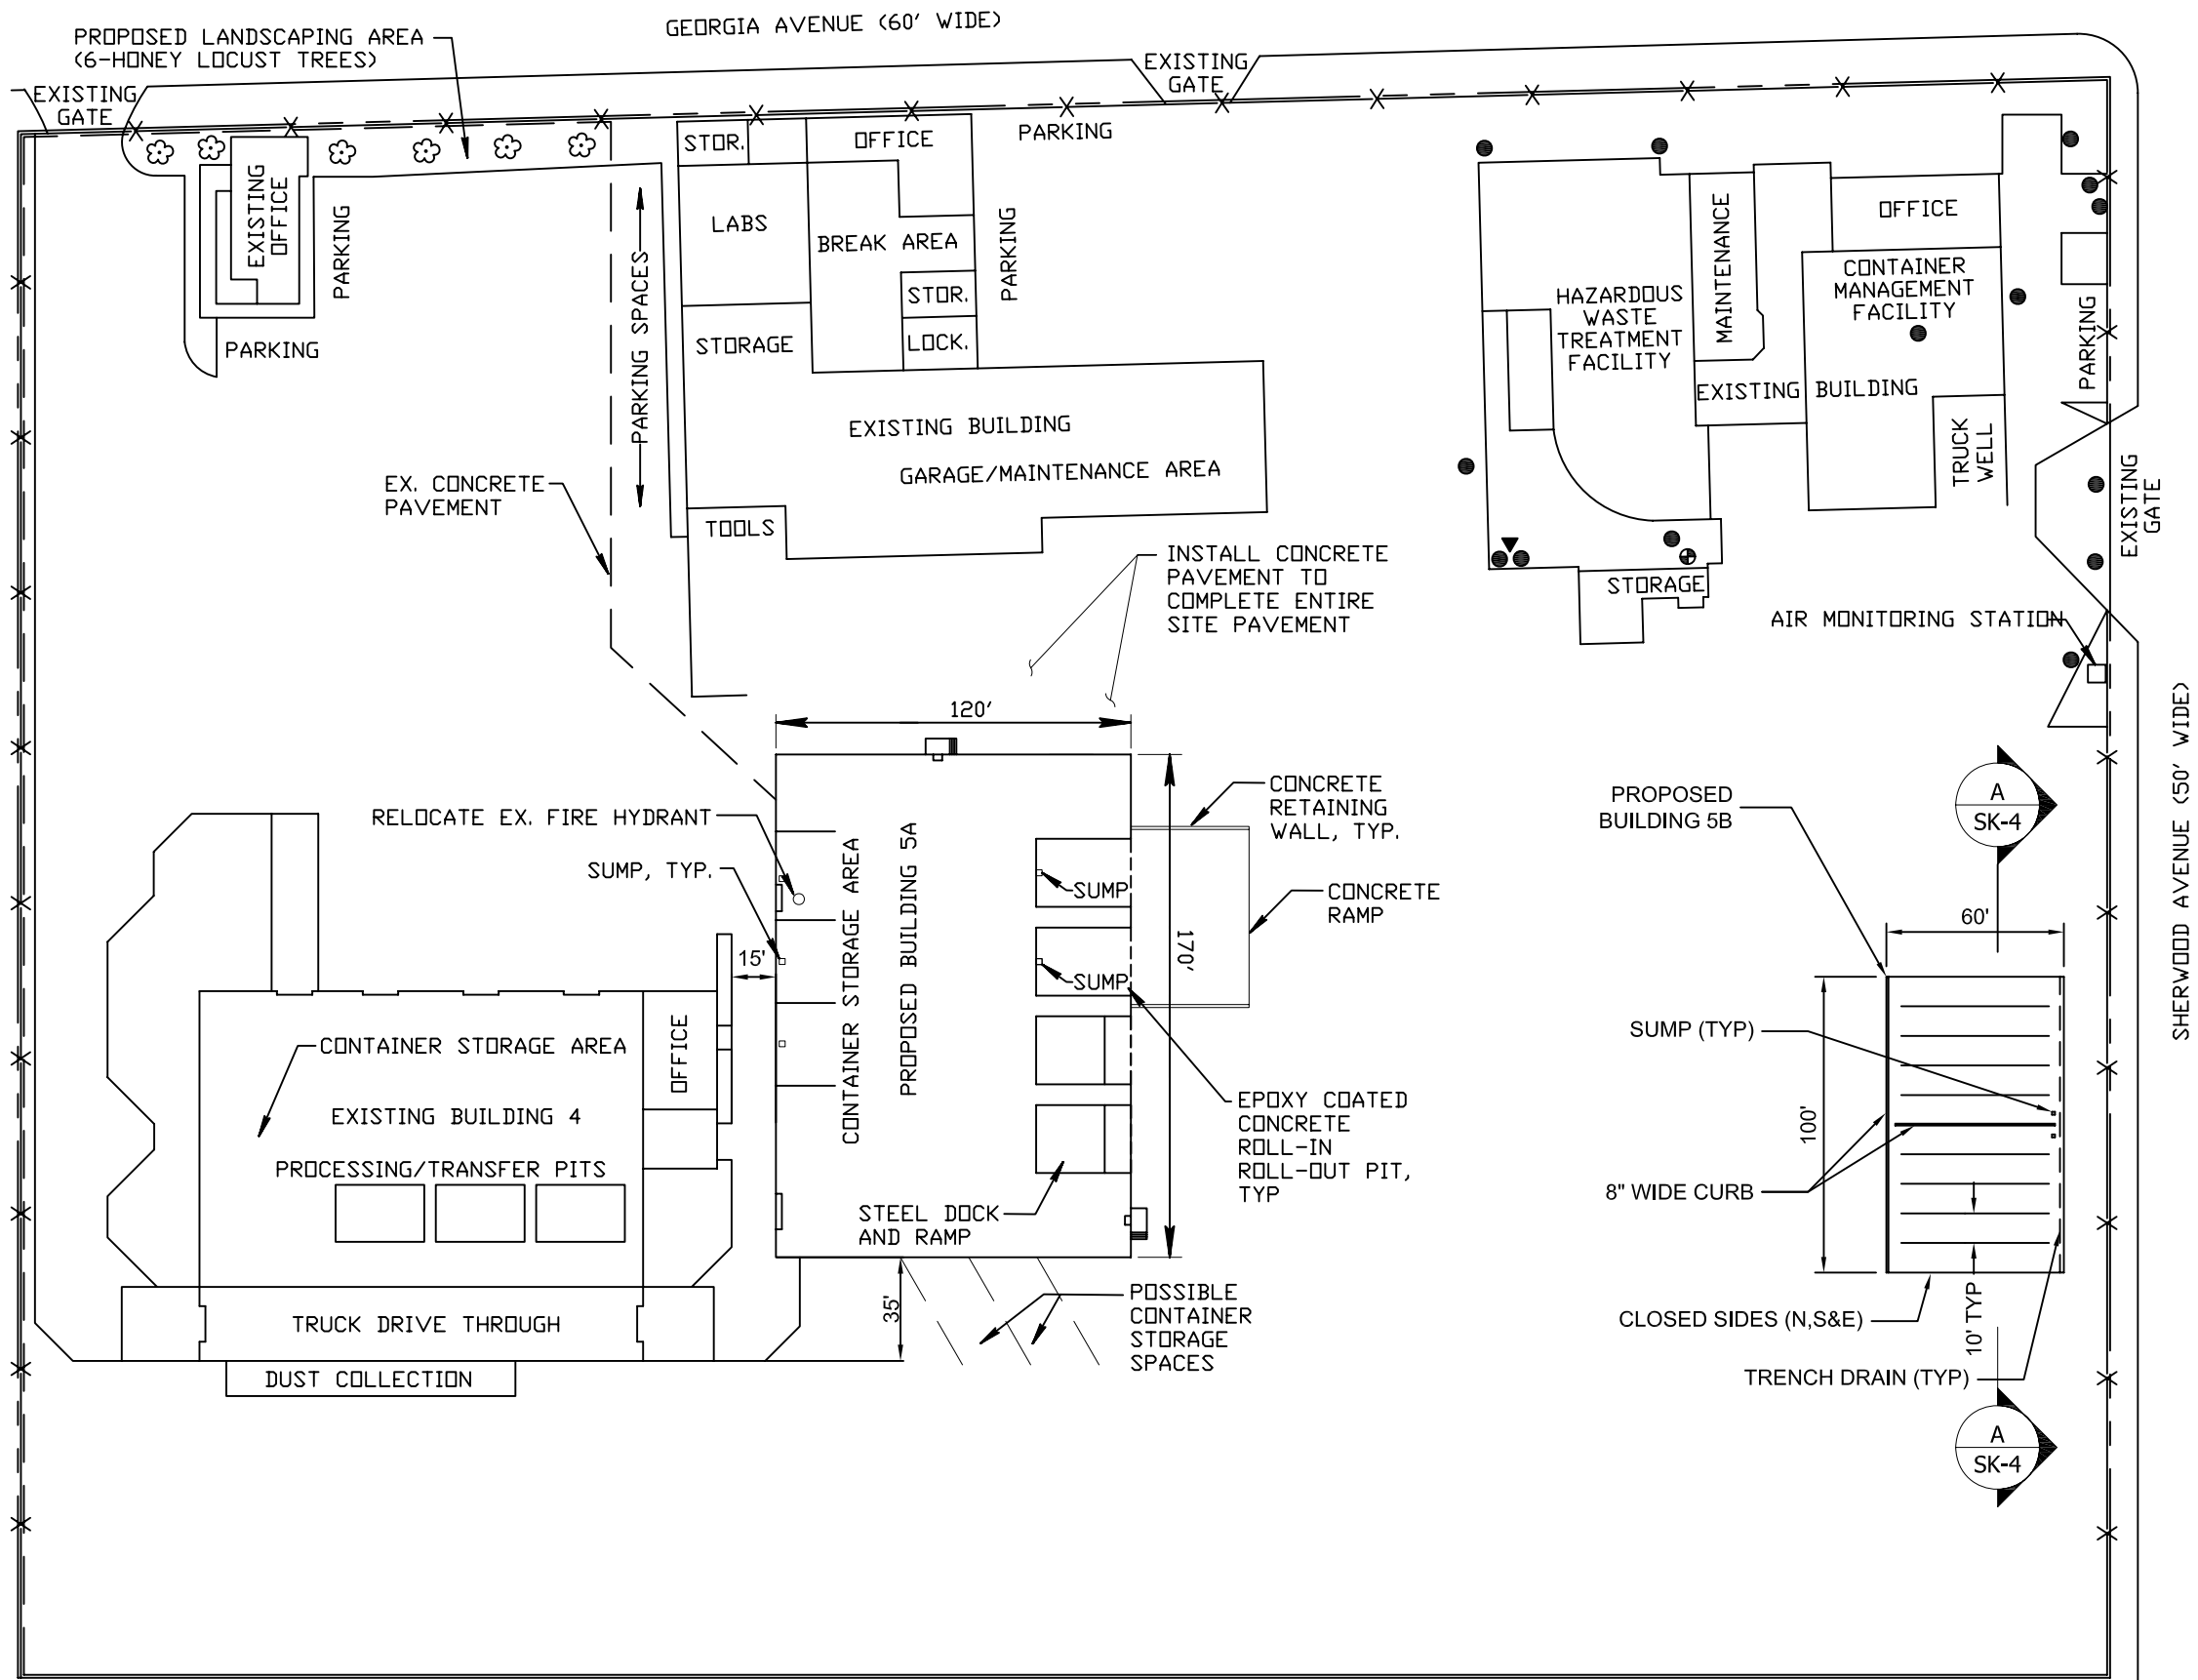 GEORGIA AVENUE (60' WIDE)
PROPOSED LANDSCAPING AREA
(6-HONEY LOCUST TREES)
EXISTING
GATE
EXISTING
GATE
EXISTING
OFFICE
PARKING
PARKING
PARKING SPACES
STOR.
OFFICE
PARKING
LABS
BREAK AREA
PARKING
STOR.
LOCK.
STORAGE
EXISTING BUILDING
GARAGE/MAINTENANCE AREA
TOOLS
EX. CONCRETE
PAVEMENT
INSTALL CONCRETE
PAVEMENT TO
COMPLETE ENTIRE
SITE PAVEMENT
HAZARDOUS
WASTE
TREATMENT
FACILITY
MAINTENANCE
OFFICE
CONTAINER
MANAGEMENT
FACILITY
EXISTING BUILDING
TRUCK
WELL
PARKING
EXISTING
GATE
STORAGE
AIR MONITORING STATION
SHERWOOD AVENUE (50' WIDE)
120'
RELOCATE EX. FIRE HYDRANT
SUMP, TYP.
15'
CONTAINER STORAGE AREA
PROPOSED BUILDING 5A
SUMP
SUMP
170'
CONCRETE
RETAINING
WALL, TYP.
CONCRETE
RAMP
EPOXY COATED
CONCRETE
ROLL-IN
ROLL-OUT PIT,
TYP
STEEL DOCK
AND RAMP
35'
POSSIBLE
CONTAINER
STORAGE
SPACES
CONTAINER STORAGE AREA
OFFICE
EXISTING BUILDING 4
PROCESSING/TRANSFER PITS
TRUCK DRIVE THROUGH
DUST COLLECTION
PROPOSED
BUILDING 5B
A
SK-4
60'
SUMP (TYP)
100'
8" WIDE CURB
10' TYP
CLOSED SIDES (N,S&E)
TRENCH DRAIN (TYP)
A
SK-4